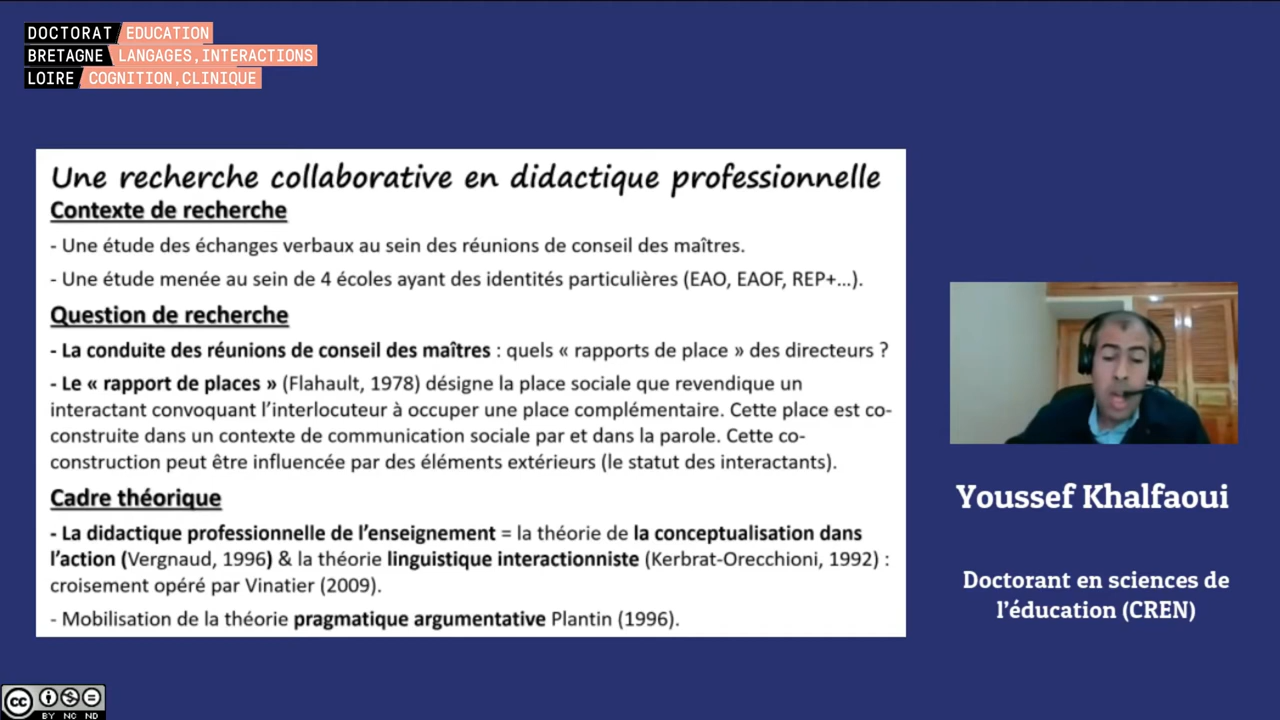 DOCTORAT / EDUCATION
BRETAGNE \ LANGAGES,INTERACTIONS
LOIRE / COGNITION,CLINIQUE
Une recherche collaborative en didactique professionnelle
Contexte de recherche
- Une étude des échanges verbaux au sein des réunions de conseil des maîtres.
- Une étude menée au sein de 4 écoles ayant des identités particulières (EAO, EAOF, REP+...).
Question de recherche
- La conduite des réunions de conseil des maîtres : quels « rapports de place » des directeurs ?
- Le « rapport de places » (Flahault, 1978) désigne la place sociale que revendique un
interactant convoquant l'interlocuteur à occuper une place complémentaire. Cette place est co-
construite dans un contexte de communication sociale par et dans la parole. Cette co-
construction peut être influencée par des éléments extérieurs (le statut des interactants).
Cadre théorique
- La didactique professionnelle de l'enseignement = la théorie de la conceptualisation dans
l'action (Vergnaud, 1996) & la théorie linguistique interactionniste (Kerbrat-Orecchioni, 1992) :
croisement opéré par Vinatier (2009).
- Mobilisation de la théorie pragmatique argumentative Plantin (1996).
Youssef Khalfaoui
Doctorant en sciences de
l'éducation (CREN)
cc
BY NC ND